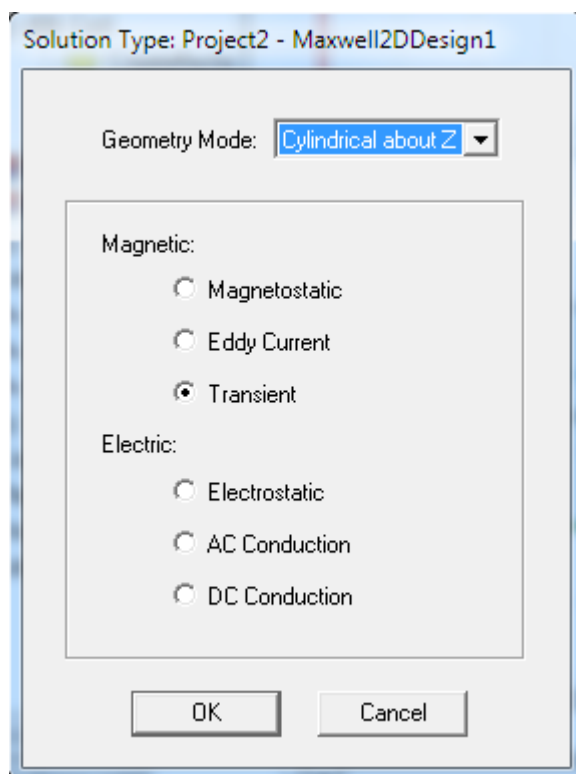 Solution Type: Project2 - Maxwell2DDesign1
Geometry Mode: Cylindrical about Z
Magnetic:
Magnetostatic
Eddy Current
Transient
Electric:
Electrostatic
AC Conduction
DC Conduction
OK Cancel